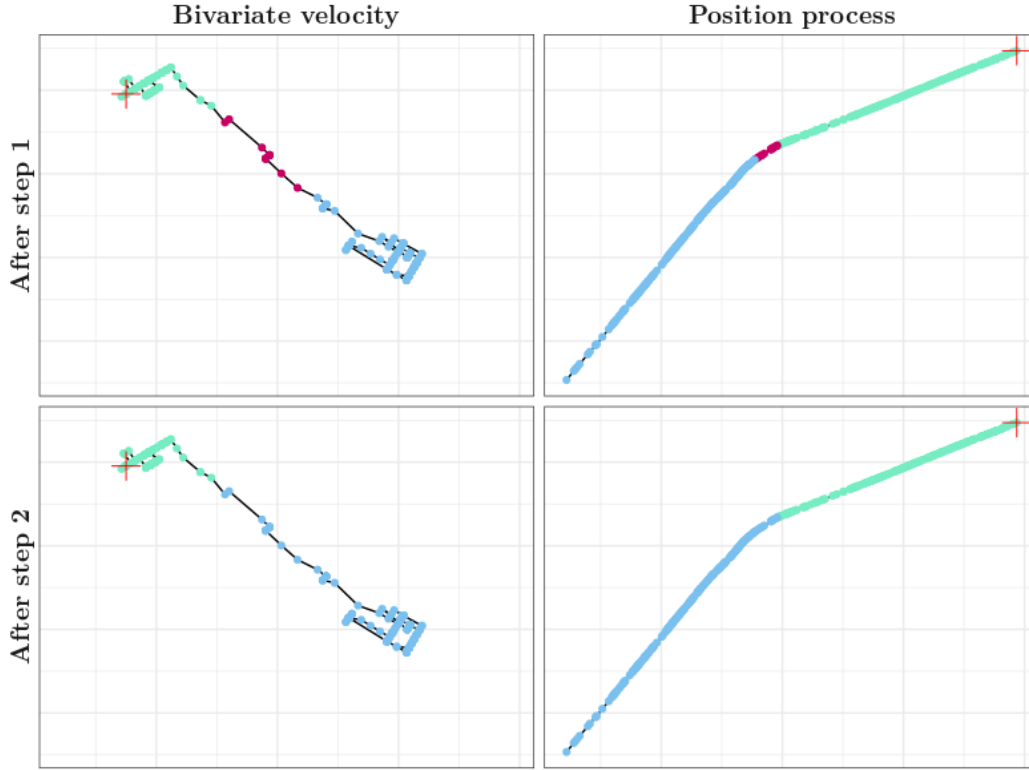 Bivariate velocity
Position process
After step 1
After step 2